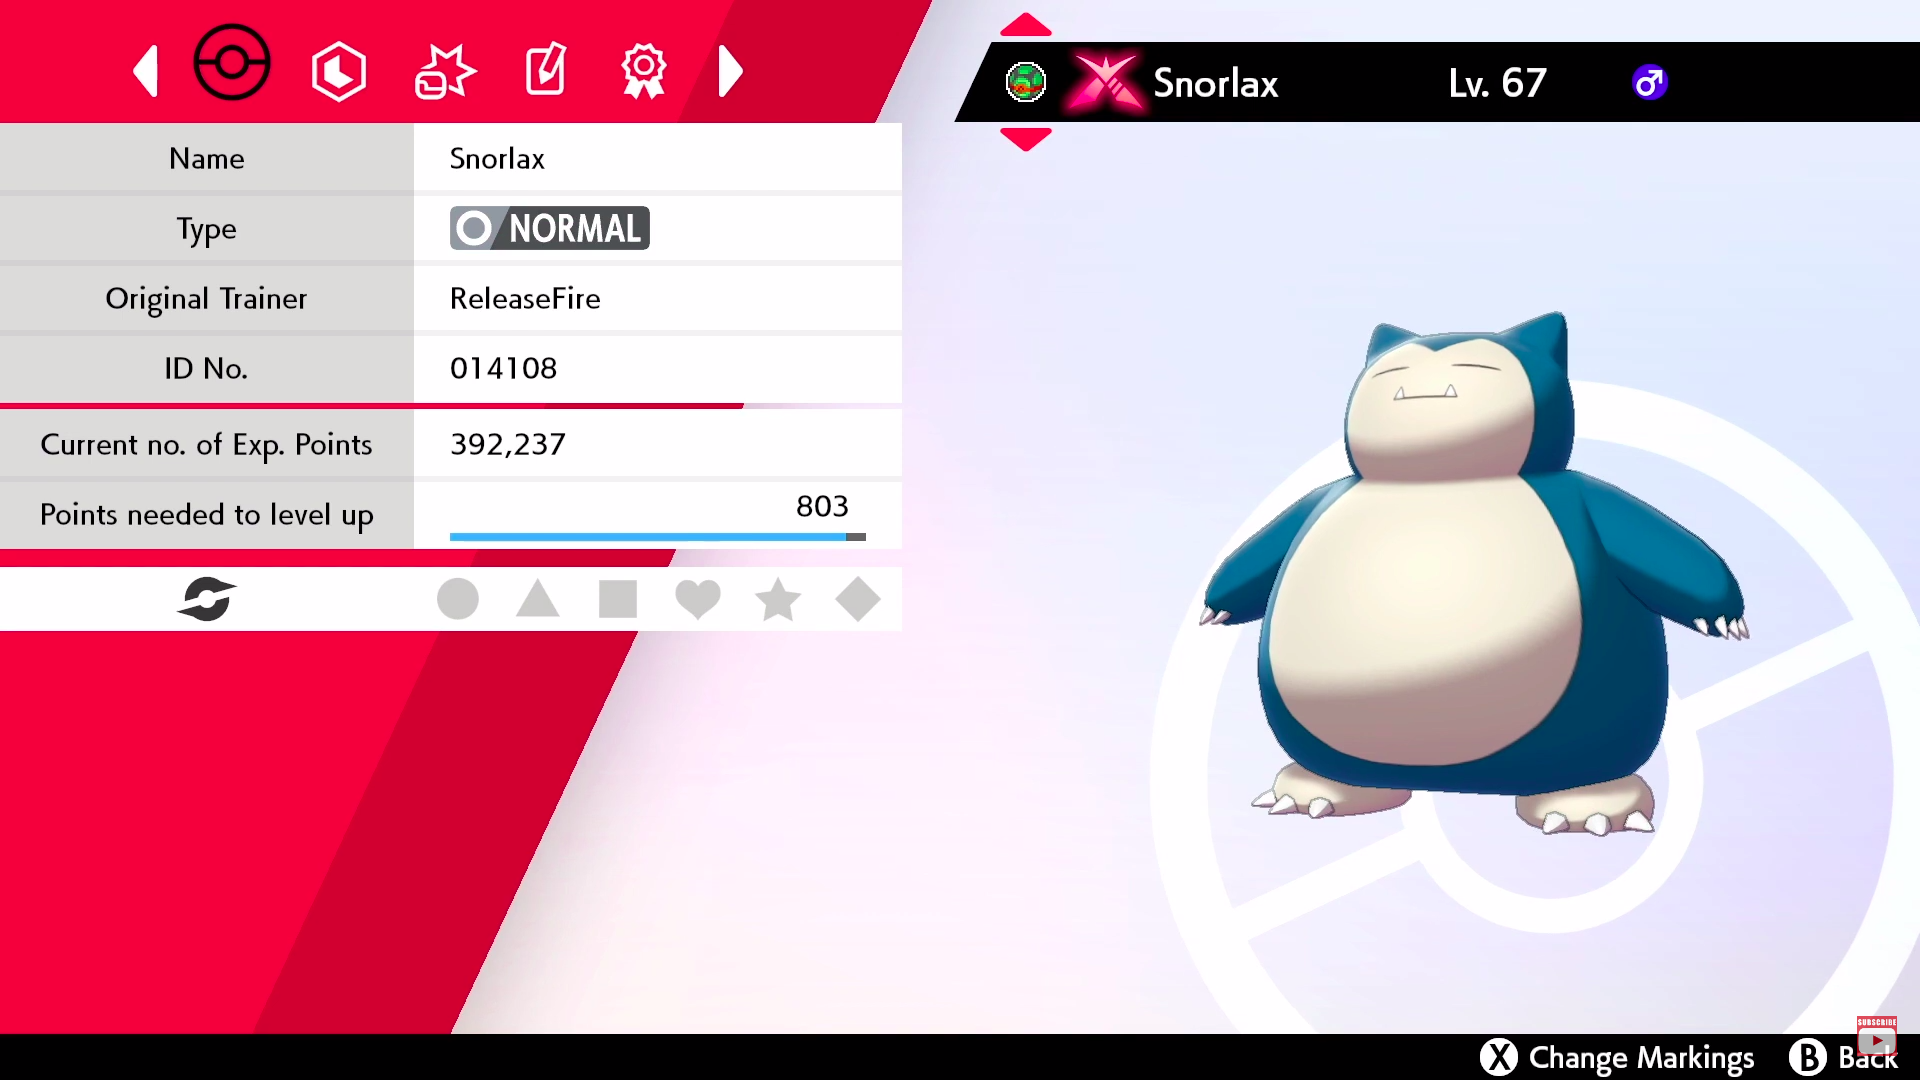 Snorlax Lv. 67
Name Snorlax
Type NORMAL
Original Trainer ReleaseFire
ID No. 014108
Current no. of Exp. Points 392,237
Points needed to level up 803
SUBSCRIBE
X Change Markings B Back